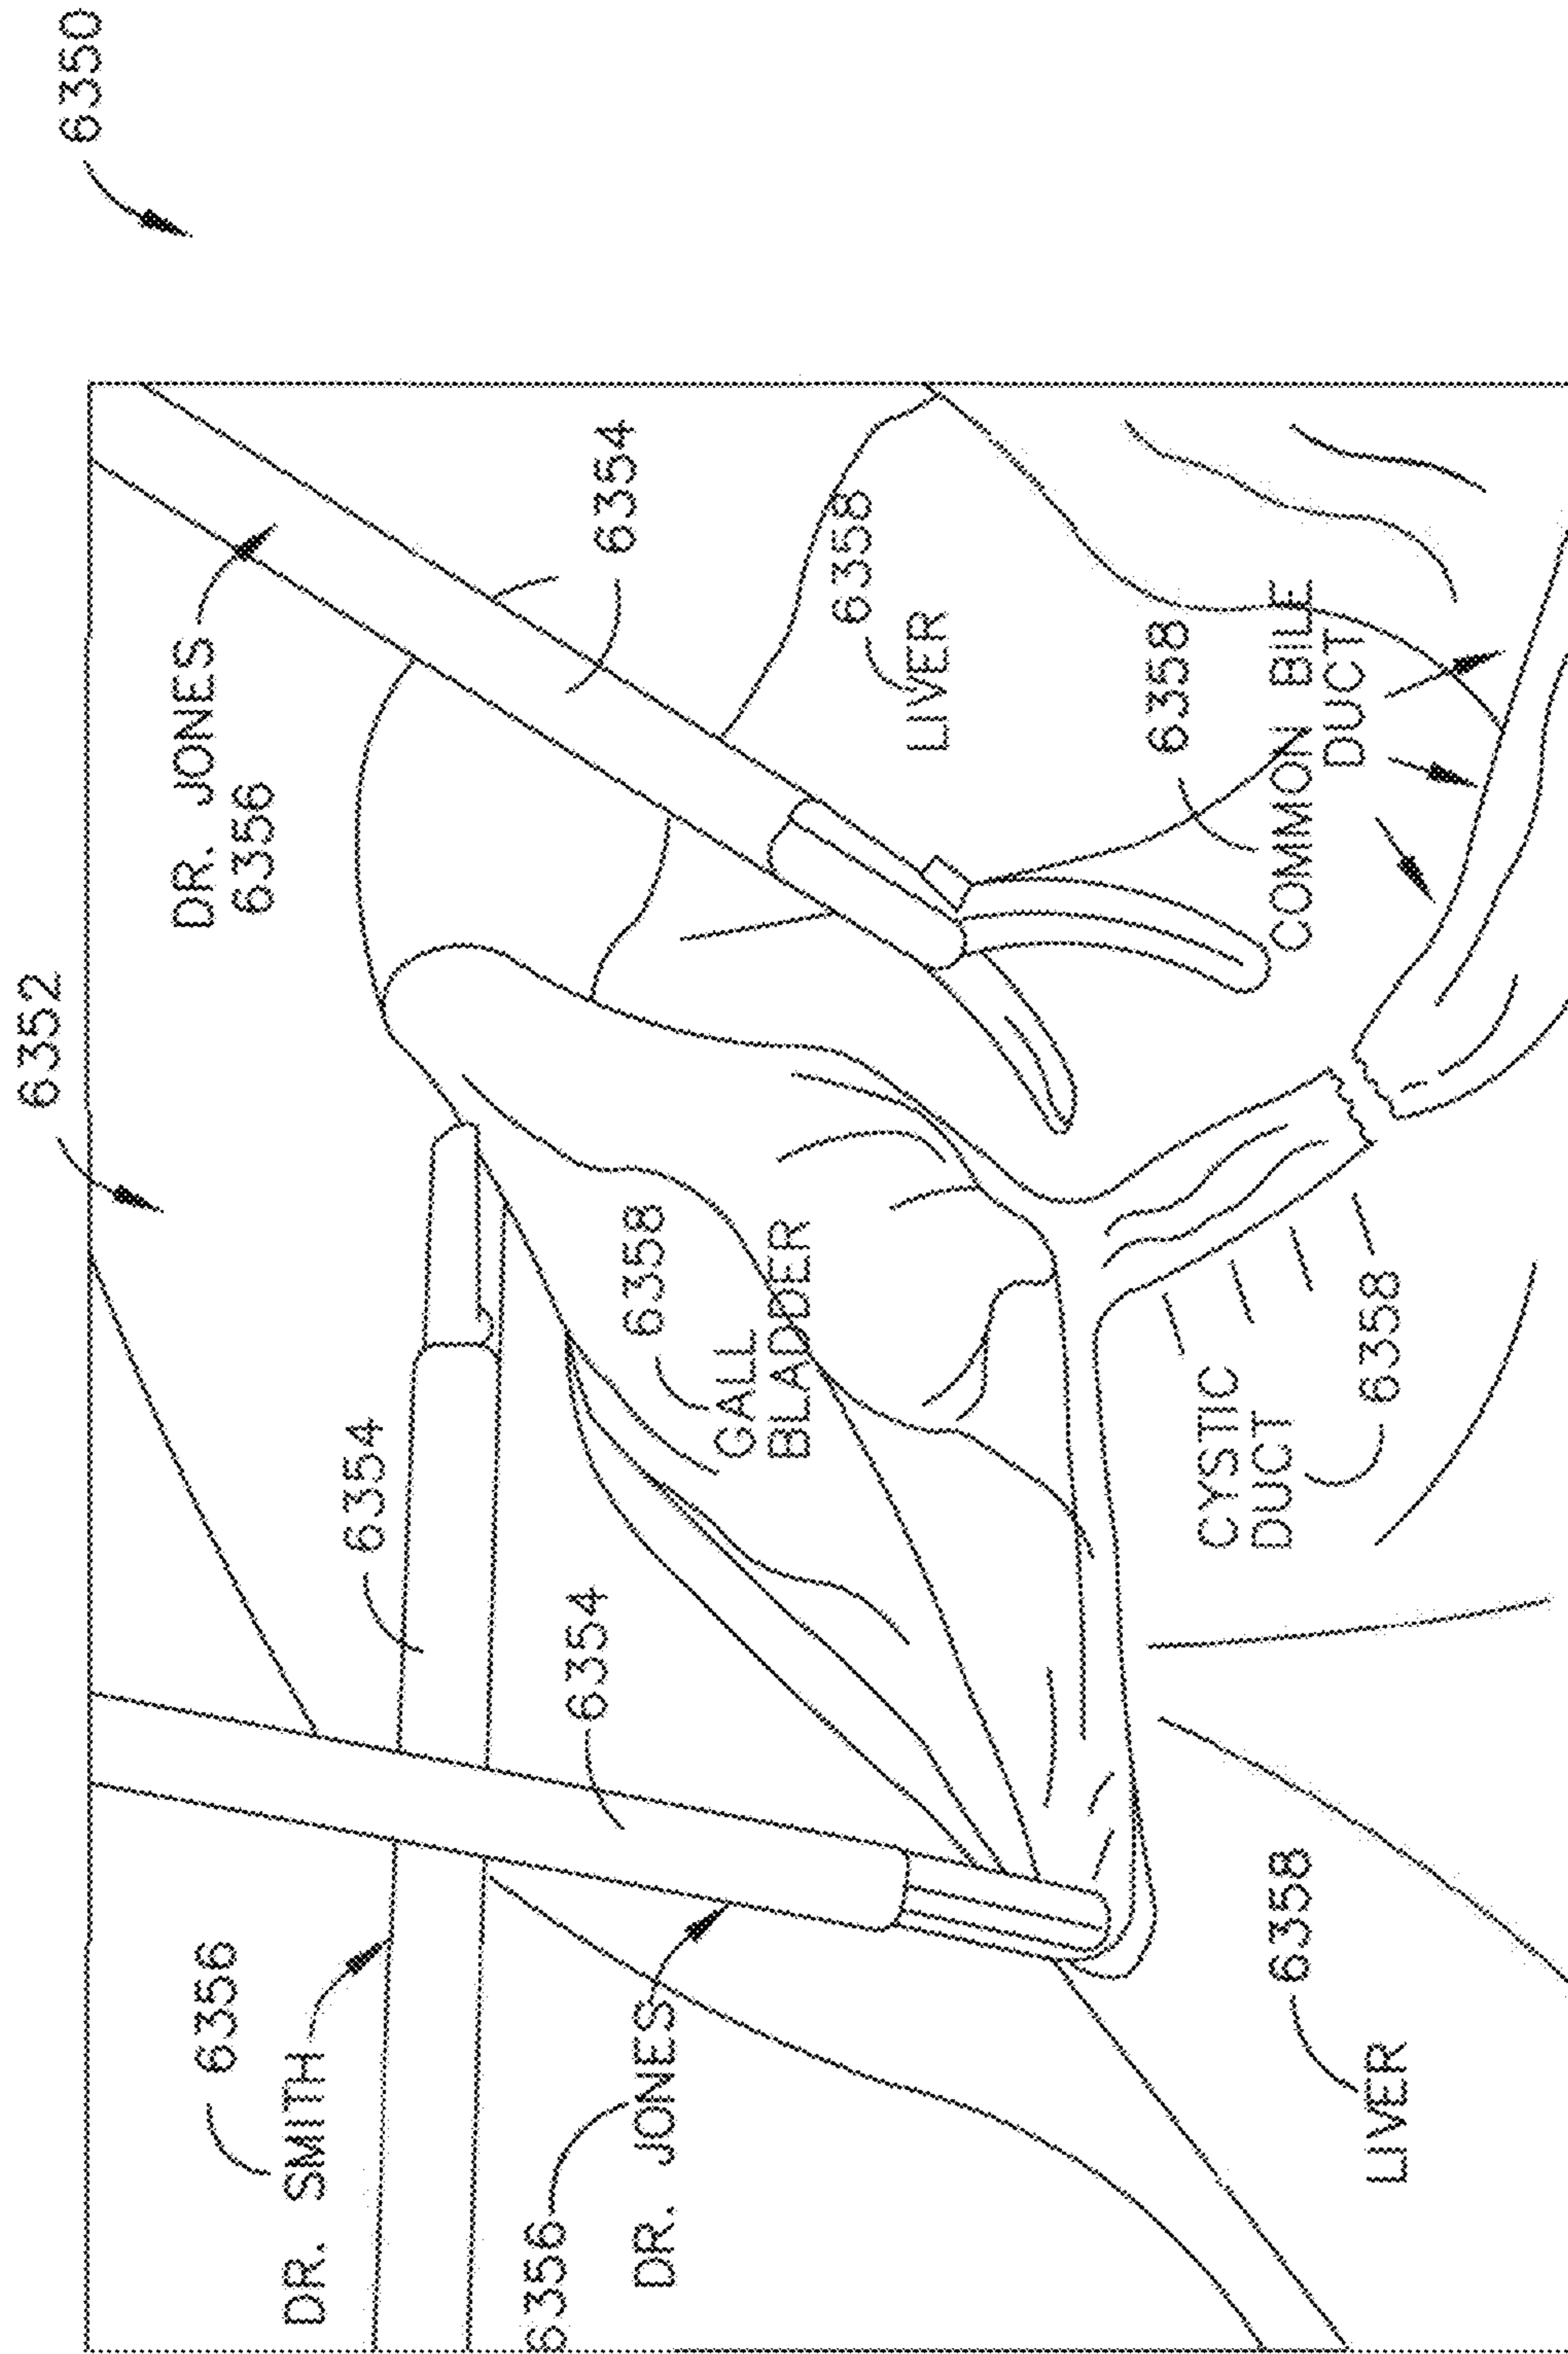 6350
6352
6356
DR. SMITH
6354
DR. JONES
6356
6356
DR. JONES
6354
6354
6358
GALL
BLADDER
6358
LIVER
6358
COMMON BILE
DUCT
CYSTIC
DUCT
6358
6358
LIVER